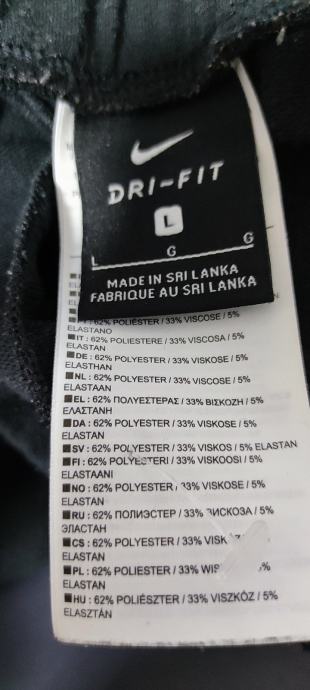 DRI-FIT
L
L G G
MADE IN SRI LANKA
FABRIQUE AU SRI LANKA
62% POLIÉSTER / 33% VISCOSE / 5%
ELASTANO
IT : 62% POLIESTERE / 33% VISCOSA / 5%
ELASTAN
DE : 62% POLYESTER / 33% VISKOSE / 5%
ELASTHAN
NL : 62% POLYESTER / 33% VISCOSE / 5%
ELASTAAN
EL : 62% ΠΟΛΥΕΣΤΕΡΑΣ / 33% ΒΙΣΚΟΖΗ / 5%
ΕΛΑΣΤΑΝΗ
DA : 62% POLYESTER / 33% VISKOSE / 5%
ELASTAN
SV : 62% POLYESTER / 33% VISKOS / 5% ELASTAN
FI : 62% POLYESTERI / 33% VISKOOSI / 5%
ELASTAANI
NO : 62% POLYESTER / 33% VISKOSE / 5%
ELASTAN
RU : 62% ПОЛИЭСТЕР / 33% ВИСКОЗА / 5%
ЭЛАСТАН
CS : 62% POLYESTER / 33%
ELASTAN
PL : 62% POLYESTER / 33%
ELASTAN
HU : 62% POLIÉSZTER / 33% VISZKÓZ / 5%
ELASZTÁN